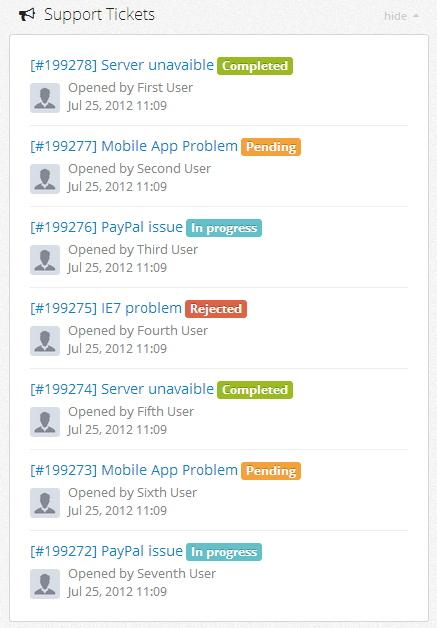 Support Tickets
hide
[#199278] Server unavaible Completed
Opened by First User
Jul 25, 2012 11:09
[#199277] Mobile App Problem Pending
Opened by Second User
Jul 25, 2012 11:09
[#199276] PayPal issue In progress
Opened by Third User
Jul 25, 2012 11:09
[#199275] IE7 problem Rejected
Opened by Fourth User
Jul 25, 2012 11:09
[#199274] Server unavaible Completed
Opened by Fifth User
Jul 25, 2012 11:09
[#199273] Mobile App Problem Pending
Opened by Sixth User
Jul 25, 2012 11:09
[#199272] PayPal issue In progress
Opened by Seventh User
Jul 25, 2012 11:09